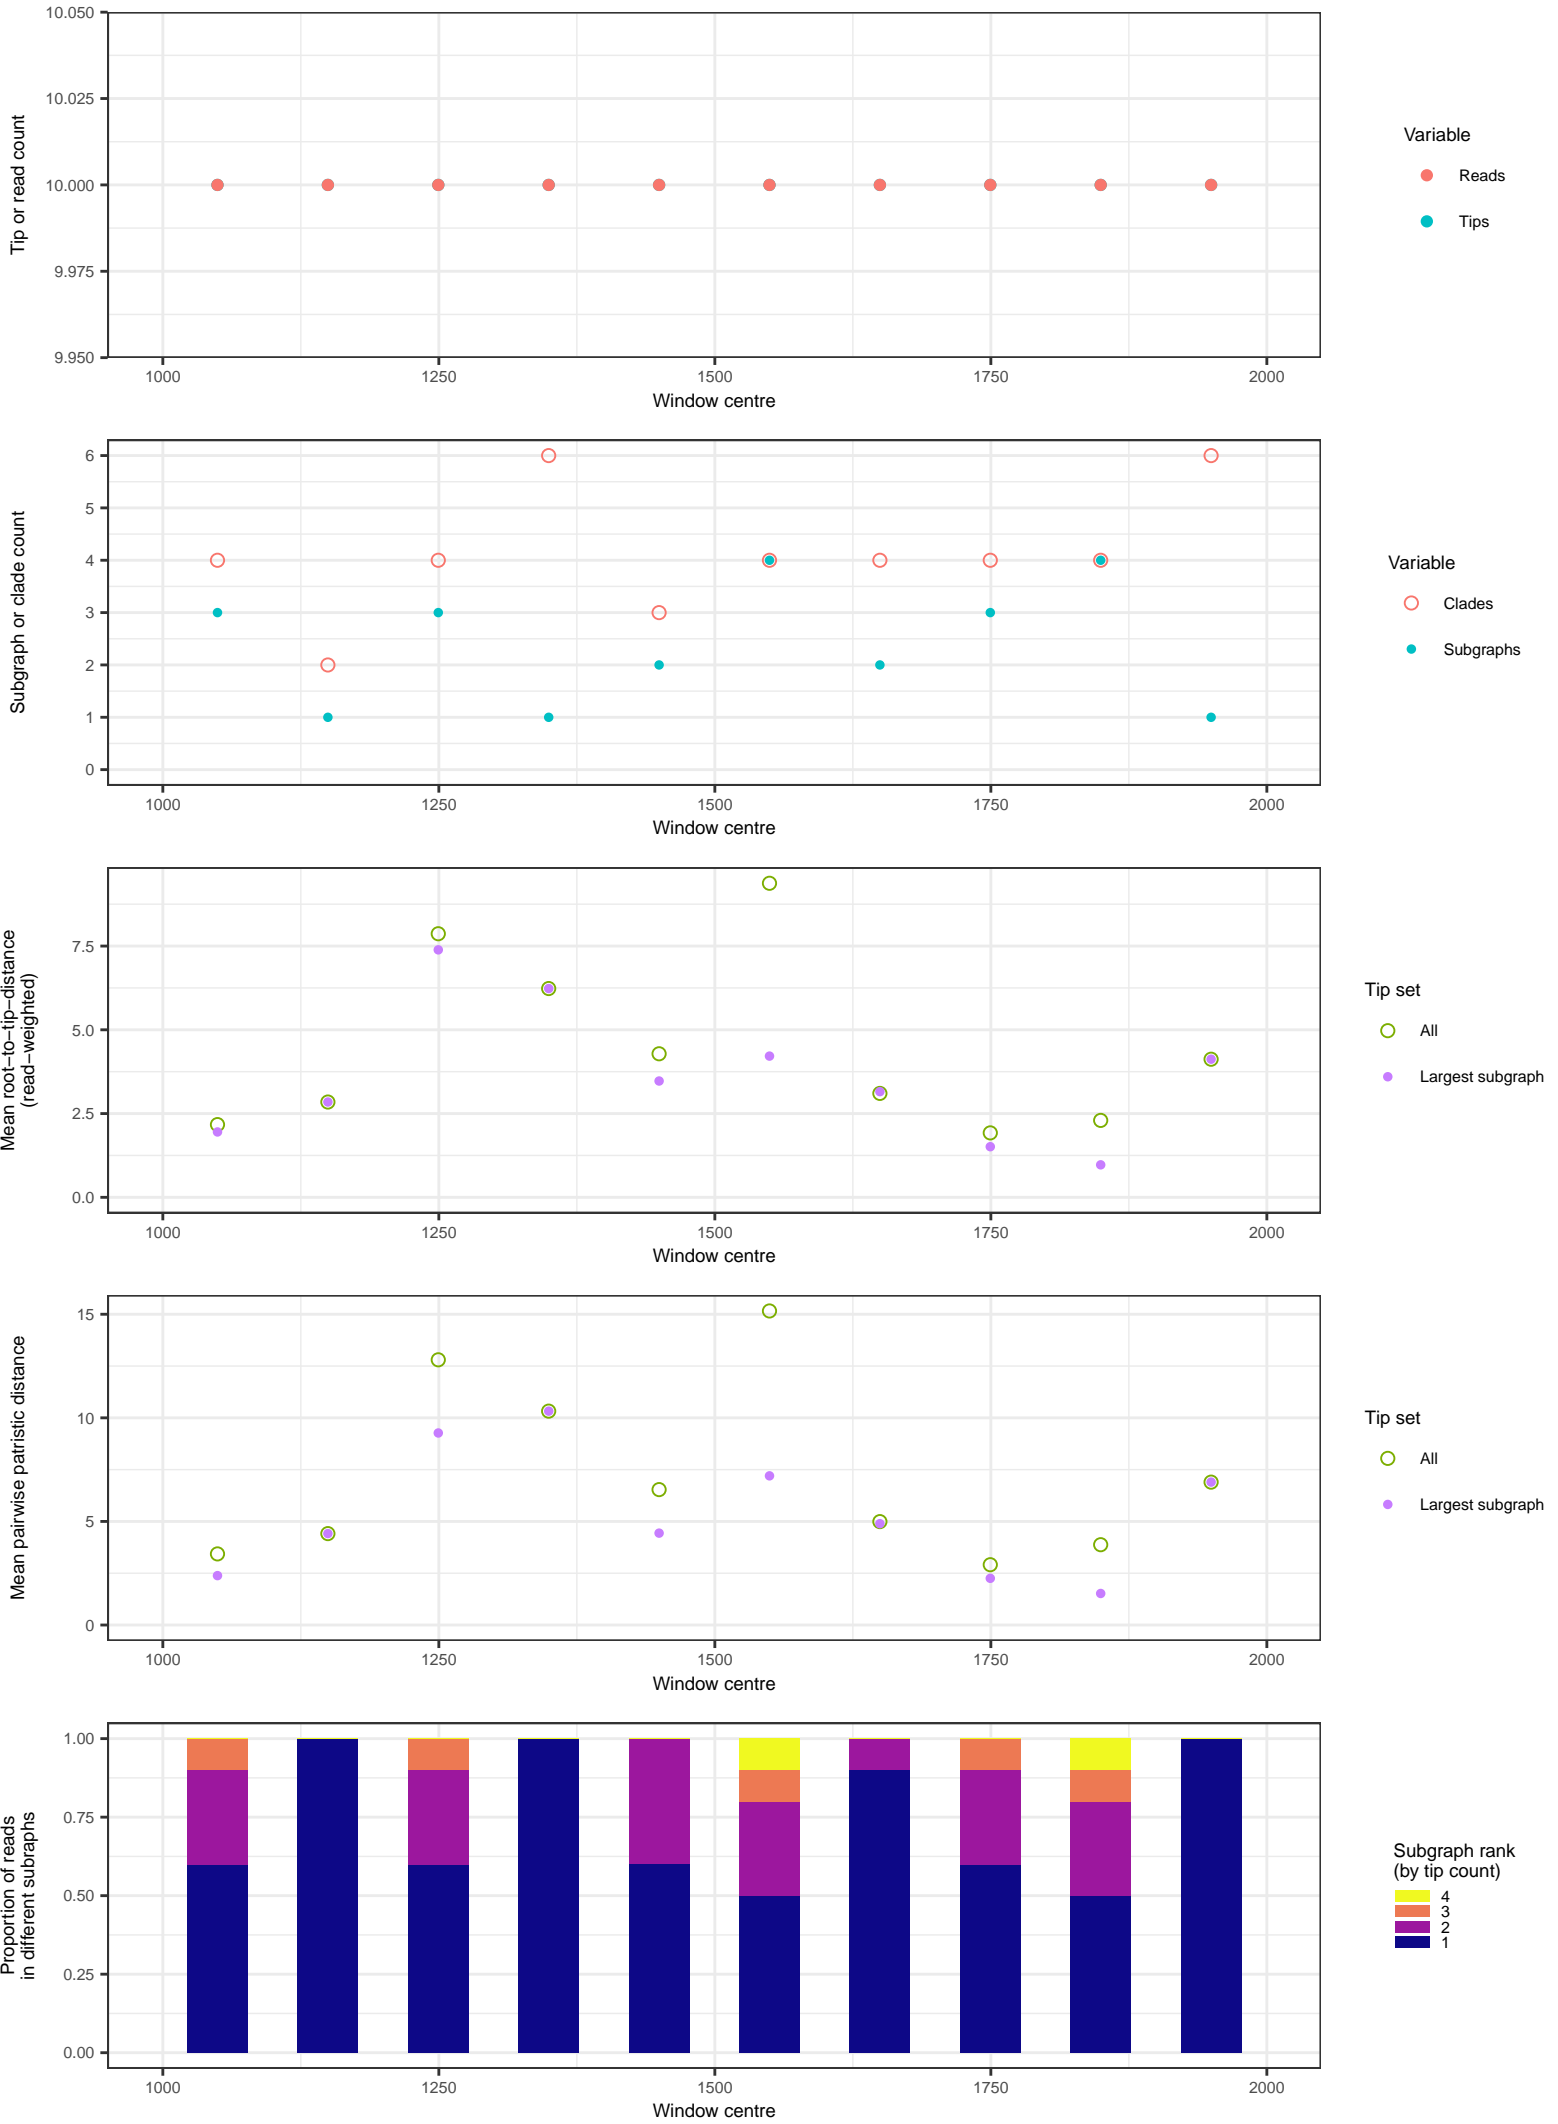 10.050
10.025
10.000
9.975
9.950
Tip or read count
1000 1250 1500 1750 2000
Window centre
Variable
Reads
Tips
6
5
4
3
2
1
0
Subgraph or clade count
1000 1250 1500 1750 2000
Window centre
Variable
Clades
Subgraphs
7.5
5.0
2.5
0.0
Mean root−to−tip−distance
(read−weighted)
1000 1250 1500 1750 2000
Window centre
Tip set
All
Largest subgraph
15
10
5
0
Mean pairwise patristic distance
1000 1250 1500 1750 2000
Window centre
Tip set
All
Largest subgraph
1.00
0.75
0.50
0.25
0.00
Proportion of reads
in different subraphs
1000 1250 1500 1750 2000
Window centre
Subgraph rank
(by tip count)
4
3
2
1